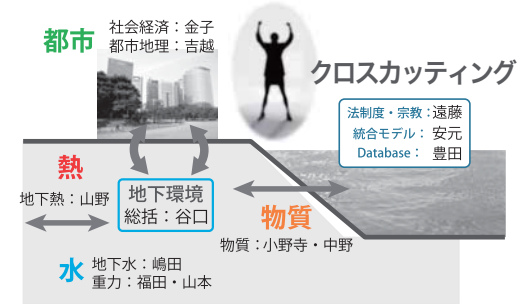 都市
社会経済：金子
都市地理：吉越
クロスカッティング
法制度・宗教：遠藤
統合モデル：安元
Database：豊田
熱
地下熱：山野
地下環境
総括：谷口
物質
物質：小野寺・中野
水
地下水：嶋田
重力：福田・山本